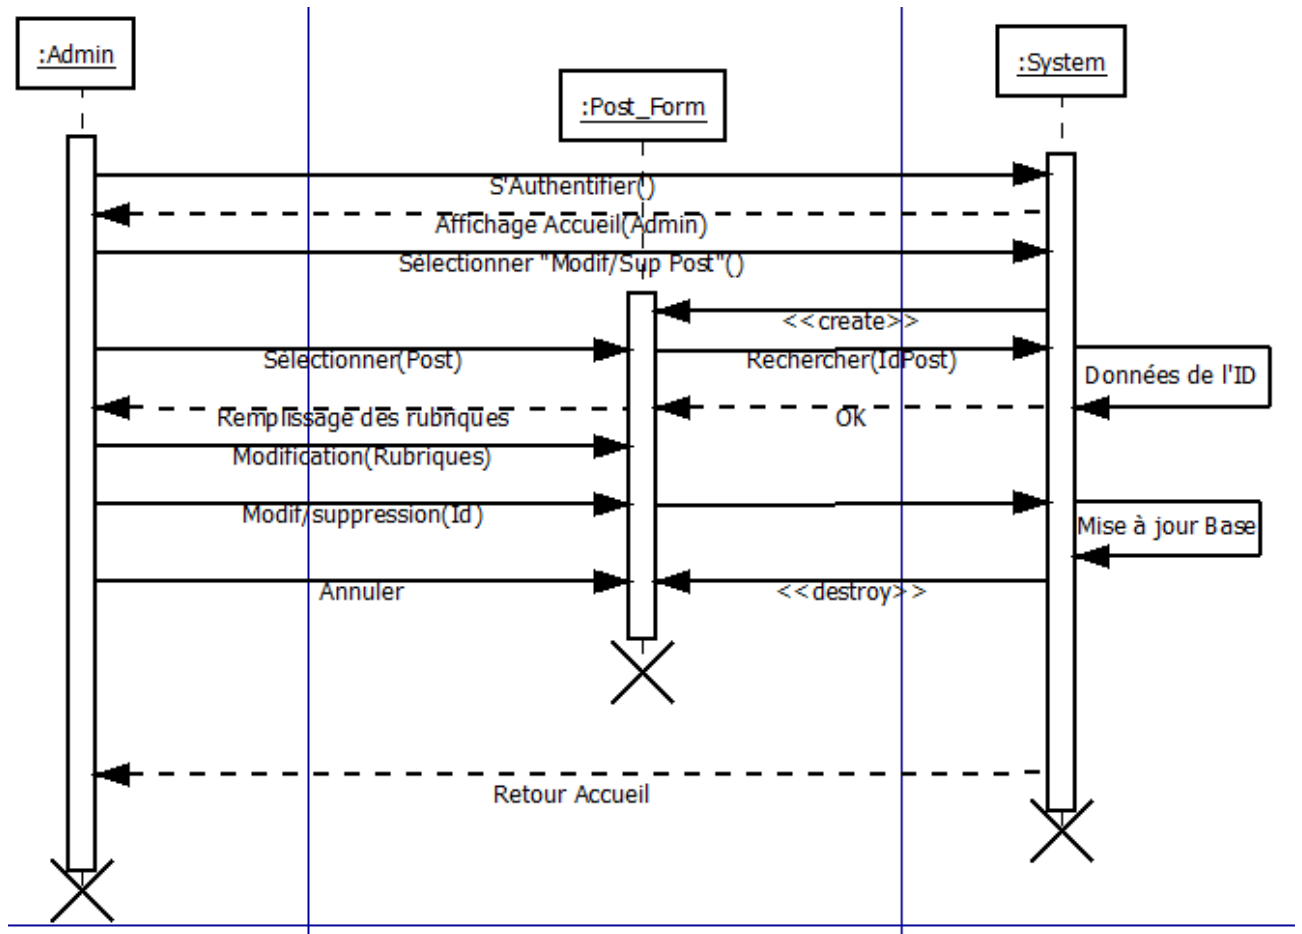 :Admin
:System
:Post_Form
S'Authentifier()
Affichage Accueil(Admin)
Sélectionner "Modif/Sup Post"()
<<create>>
Sélectionner(Post)
Rechercher(IdPost)
Données de l'ID
Remplissage des rubriques
OK
Modification(Rubriques)
Modif/suppression(Id)
Mise à jour Base
Annuler
<<destroy>>
Retour Accueil